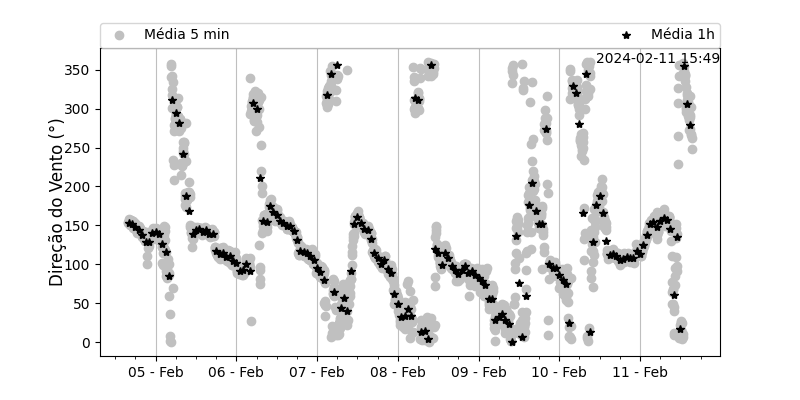 Média 5 min
Média 1h
2024-02-11 15:49
Direção do Vento (°)
350
300
250
200
150
100
50
0
05 - Feb
06 - Feb
07 - Feb
08 - Feb
09 - Feb
10 - Feb
11 - Feb